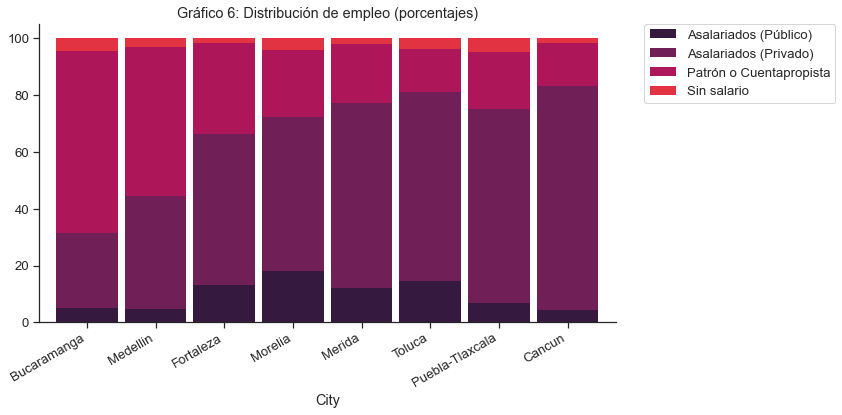 Gráfico 6: Distribución de empleo (porcentajes)
100
80
60
40
20
0
Bucaramanga
Medellin
Fortaleza
Morelia
Merida
Toluca
Puebla-Tlaxcala
Cancun
City
Asalariados (Público)
Asalariados (Privado)
Patrón o Cuentapropista
Sin salario